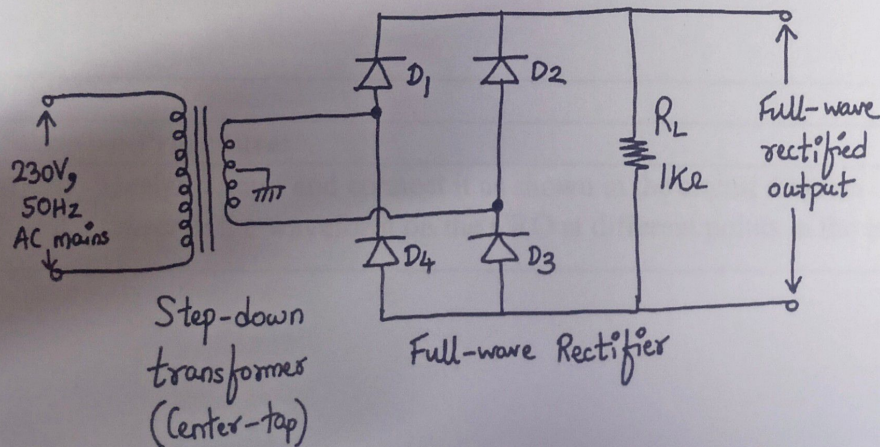 D1
D2
230V,
50Hz
AC mains
RL
1KΩ
Full-wave
rectified
output
D4
D3
Step-down
transformer
(Center-tap)
Full-wave Rectifier